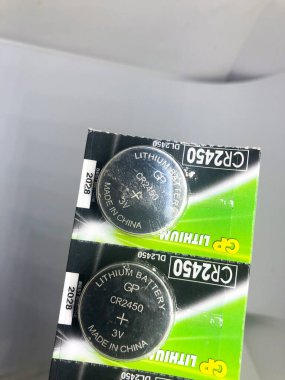 CR2450
DL2450
2028
LITHIUM BATTERY
GP
CR2450
+
3V
MADE IN CHINA
GP LITHIUM
CR2450
DL2450
2028
LITHIUM BATTERY
GP
CR2450
+
3V
MADE IN CHINA
GP LITHIUM